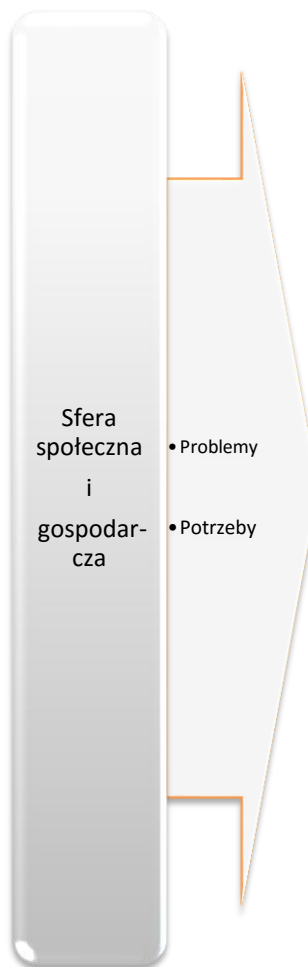 Sfera
społeczna
i
gospodar-
cza
• Problemy
• Potrzeby